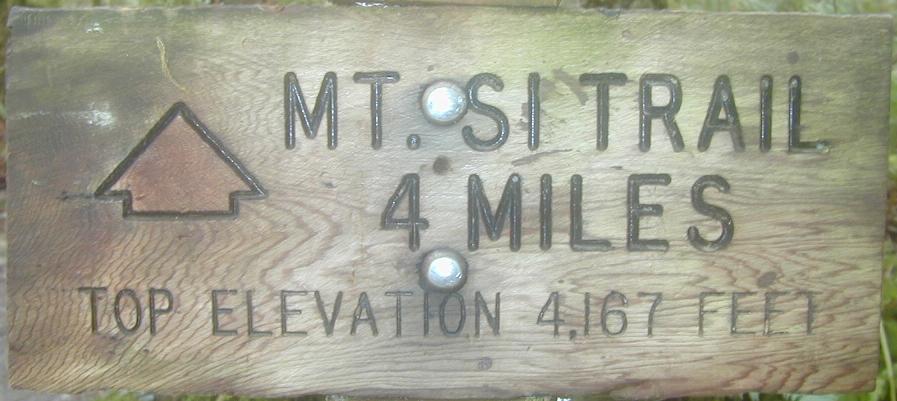 MT. SI TRAIL
4 MILES
TOP ELEVATION 4,167 FEET